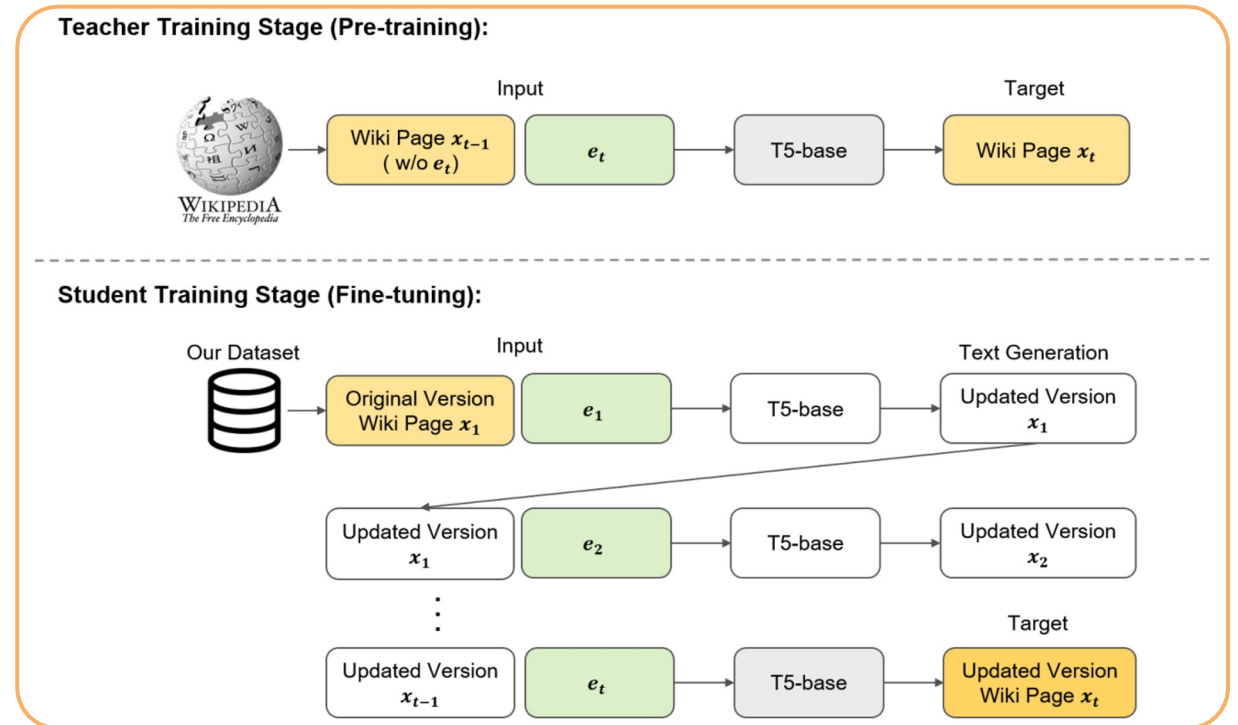 Teacher Training Stage (Pre-training):
Input
Target
Wiki Page x_{t−1}
( w/o e_t)
e_t
T5-base
Wiki Page x_t
WIKIPEDIA
The Free Encyclopedia
Student Training Stage (Fine-tuning):
Our Dataset
Input
Text Generation
Original Version
Wiki Page x_1
e_1
T5-base
Updated Version
x_1
Updated Version
x_1
e_2
T5-base
Updated Version
x_2
⋮
Target
Updated Version
x_{t−1}
e_t
T5-base
Updated Version
Wiki Page x_t